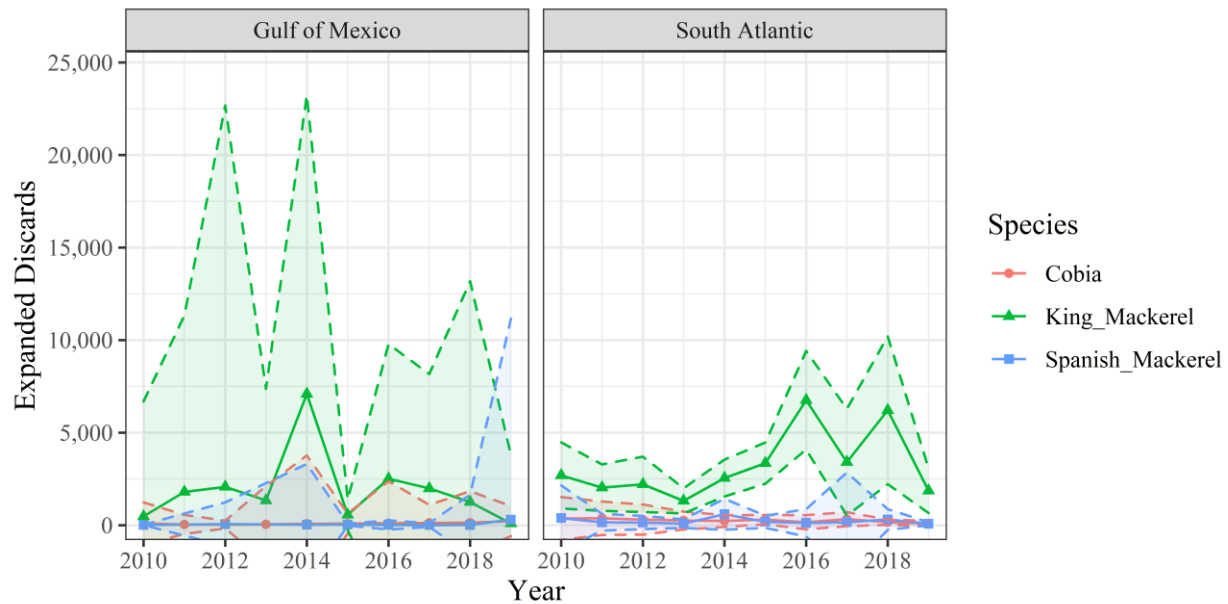 Gulf of Mexico
South Atlantic
Expanded Discards
25,000
20,000
15,000
10,000
5,000
0
2010
2012
2014
2016
2018
2010
2012
2014
2016
2018
Year
Species
Cobia
King_Mackerel
Spanish_Mackerel